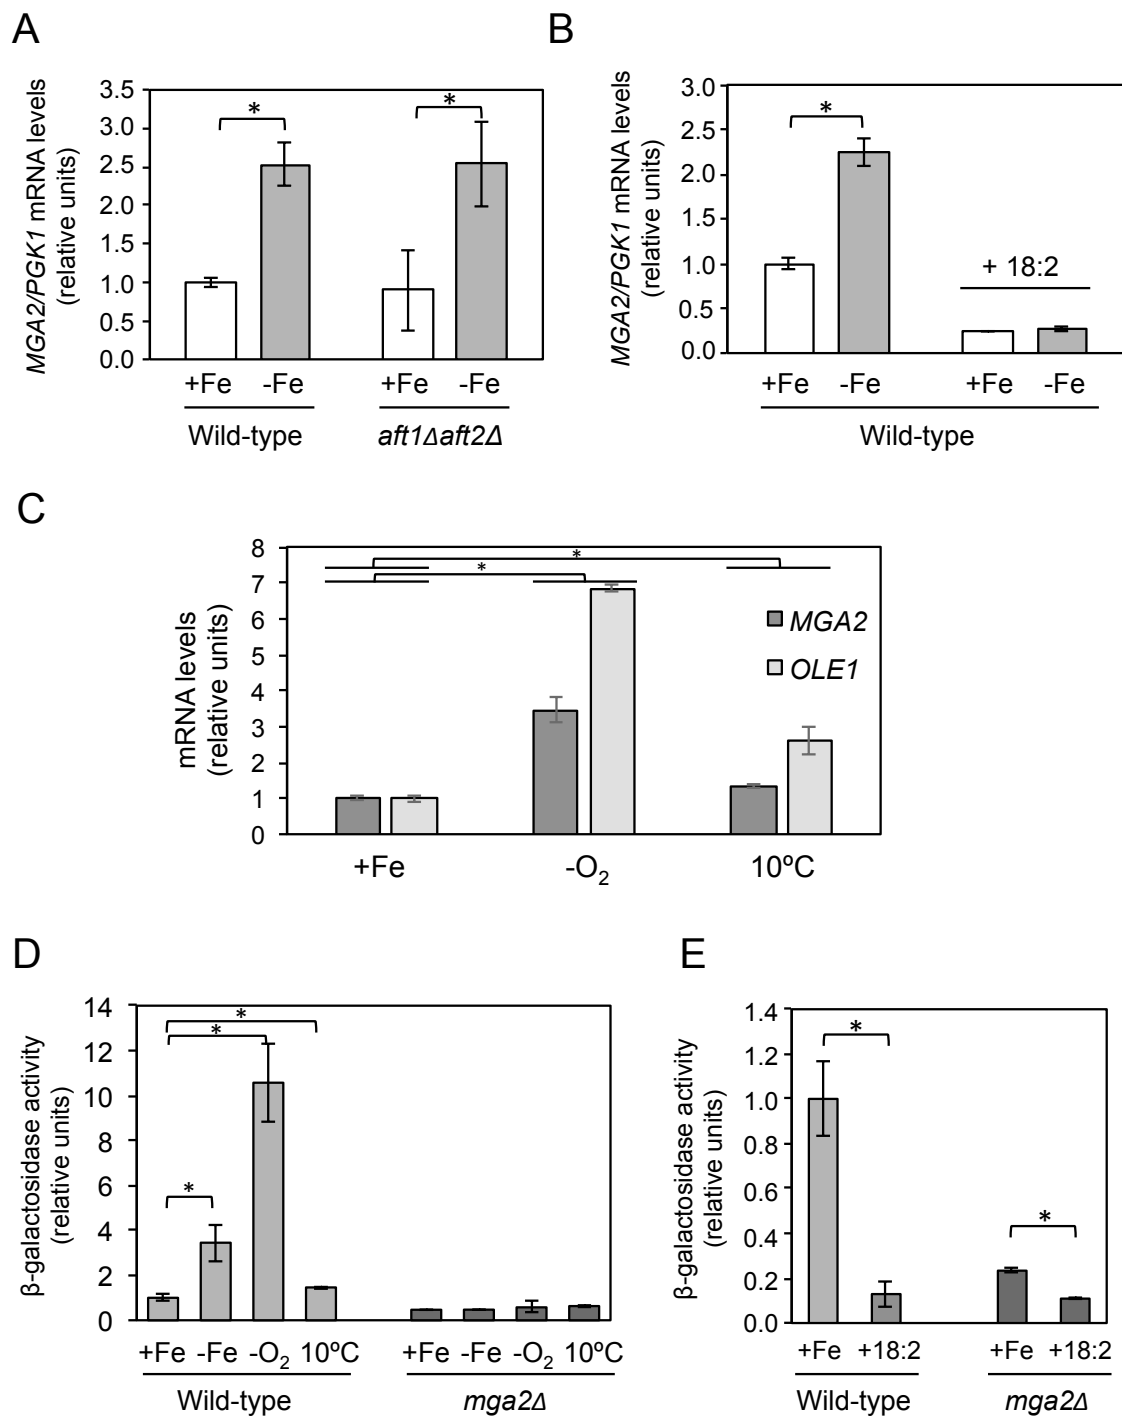 A
MGA2/PGK1 mRNA levels
(relative units)
3.5
3.0
2.5
2.0
1.5
1.0
0.5
0.0
*
*
+Fe -Fe +Fe -Fe
Wild-type aft1Δaft2Δ
B
MGA2/PGK1 mRNA levels
(relative units)
3.0
2.5
2.0
1.5
1.0
0.5
0.0
*
+ 18:2
+Fe -Fe +Fe -Fe
Wild-type
C
mRNA levels
(relative units)
8
7
6
5
4
3
2
1
0
*
*
MGA2
OLE1
+Fe -O₂ 10ºC
D
β-galactosidase activity
(relative units)
14
12
10
8
6
4
2
0
*
*
*
+Fe -Fe -O₂ 10ºC +Fe -Fe -O₂ 10ºC
Wild-type mga2Δ
E
β-galactosidase activity
(relative units)
1.4
1.2
1.0
0.8
0.6
0.4
0.2
0.0
*
*
+Fe +18:2 +Fe +18:2
Wild-type mga2Δ